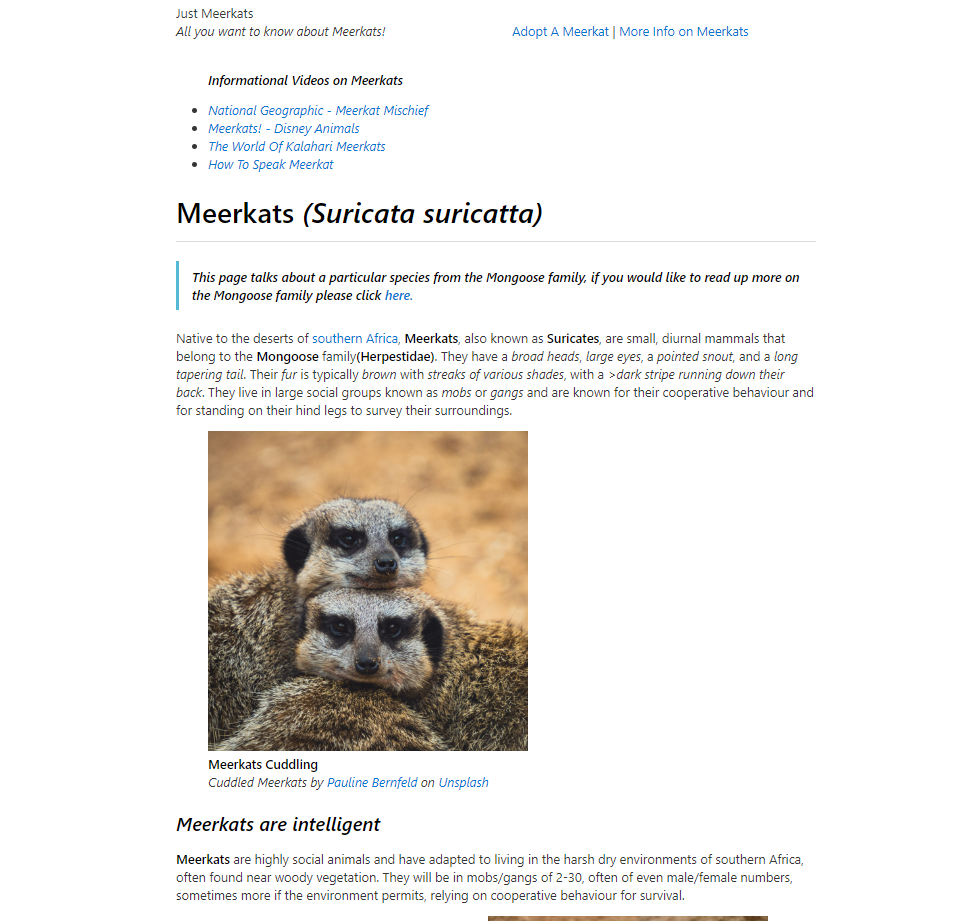 Just Meerkats
All you want to know about Meerkats!
Adopt A Meerkat | More Info on Meerkats
Informational Videos on Meerkats
National Geographic - Meerkat Mischief
Meerkats! - Disney Animals
The World Of Kalahari Meerkats
How To Speak Meerkat
Meerkats (Suricata suricatta)
This page talks about a particular species from the Mongoose family, if you would like to read up more on
the Mongoose family please click here.
Native to the deserts of southern Africa, Meerkats, also known as Suricates, are small, diurnal mammals that
belong to the Mongoose family(Herpestidae). They have a broad heads, large eyes, a pointed snout, and a long
tapering tail. Their fur is typically brown with streaks of various shades, with a >dark stripe running down their
back. They live in large social groups known as mobs or gangs and are known for their cooperative behaviour and
for standing on their hind legs to survey their surroundings.
Meerkats Cuddling
Cuddled Meerkats by Pauline Bernfeld on Unsplash
Meerkats are intelligent
Meerkats are highly social animals and have adapted to living in the harsh dry environments of southern Africa,
often found near woody vegetation. They will be in mobs/gangs of 2-30, often of even male/female numbers,
sometimes more if the environment permits, relying on cooperative behaviour for survival.